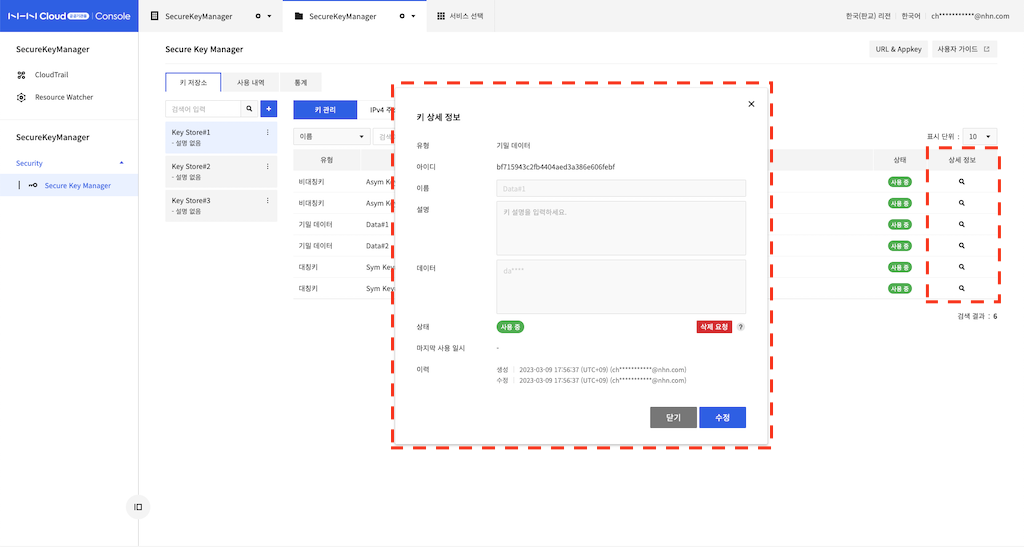 NHN Cloud 공공기관용 Console
SecureKeyManager
SecureKeyManager
서비스 선택
한국(판교) 리전
한국어
ch***********@nhn.com
SecureKeyManager
CloudTrail
Resource Watcher
SecureKeyManager
Security
Secure Key Manager
Secure Key Manager
URL & Appkey
사용자 가이드
키 저장소
사용 내역
통계
검색어 입력
+
Key Store#1
- 설명 없음
Key Store#2
- 설명 없음
Key Store#3
- 설명 없음
키 관리
IPv4 주
이름
검색
표시 단위 : 10
유형
상태
상세 정보
비대칭키
Asym K
사용 중
비대칭키
Asym K
사용 중
기밀 데이터
Data#1
사용 중
기밀 데이터
Data#2
사용 중
대칭키
Sym Key
사용 중
대칭키
Sym Key
사용 중
검색 결과 : 6
키 상세 정보
유형
기밀 데이터
아이디
bf715943c2fb4404aed3a386e606febf
이름
Data#1
설명
키 설명을 입력하세요.
데이터
da****
상태
사용 중
삭제 요청
?
마지막 사용 일시
-
이력
생성 | 2023-03-09 17:56:37 (UTC+09) (ch***********@nhn.com)
수정 | 2023-03-09 17:56:37 (UTC+09) (ch***********@nhn.com)
닫기
수정